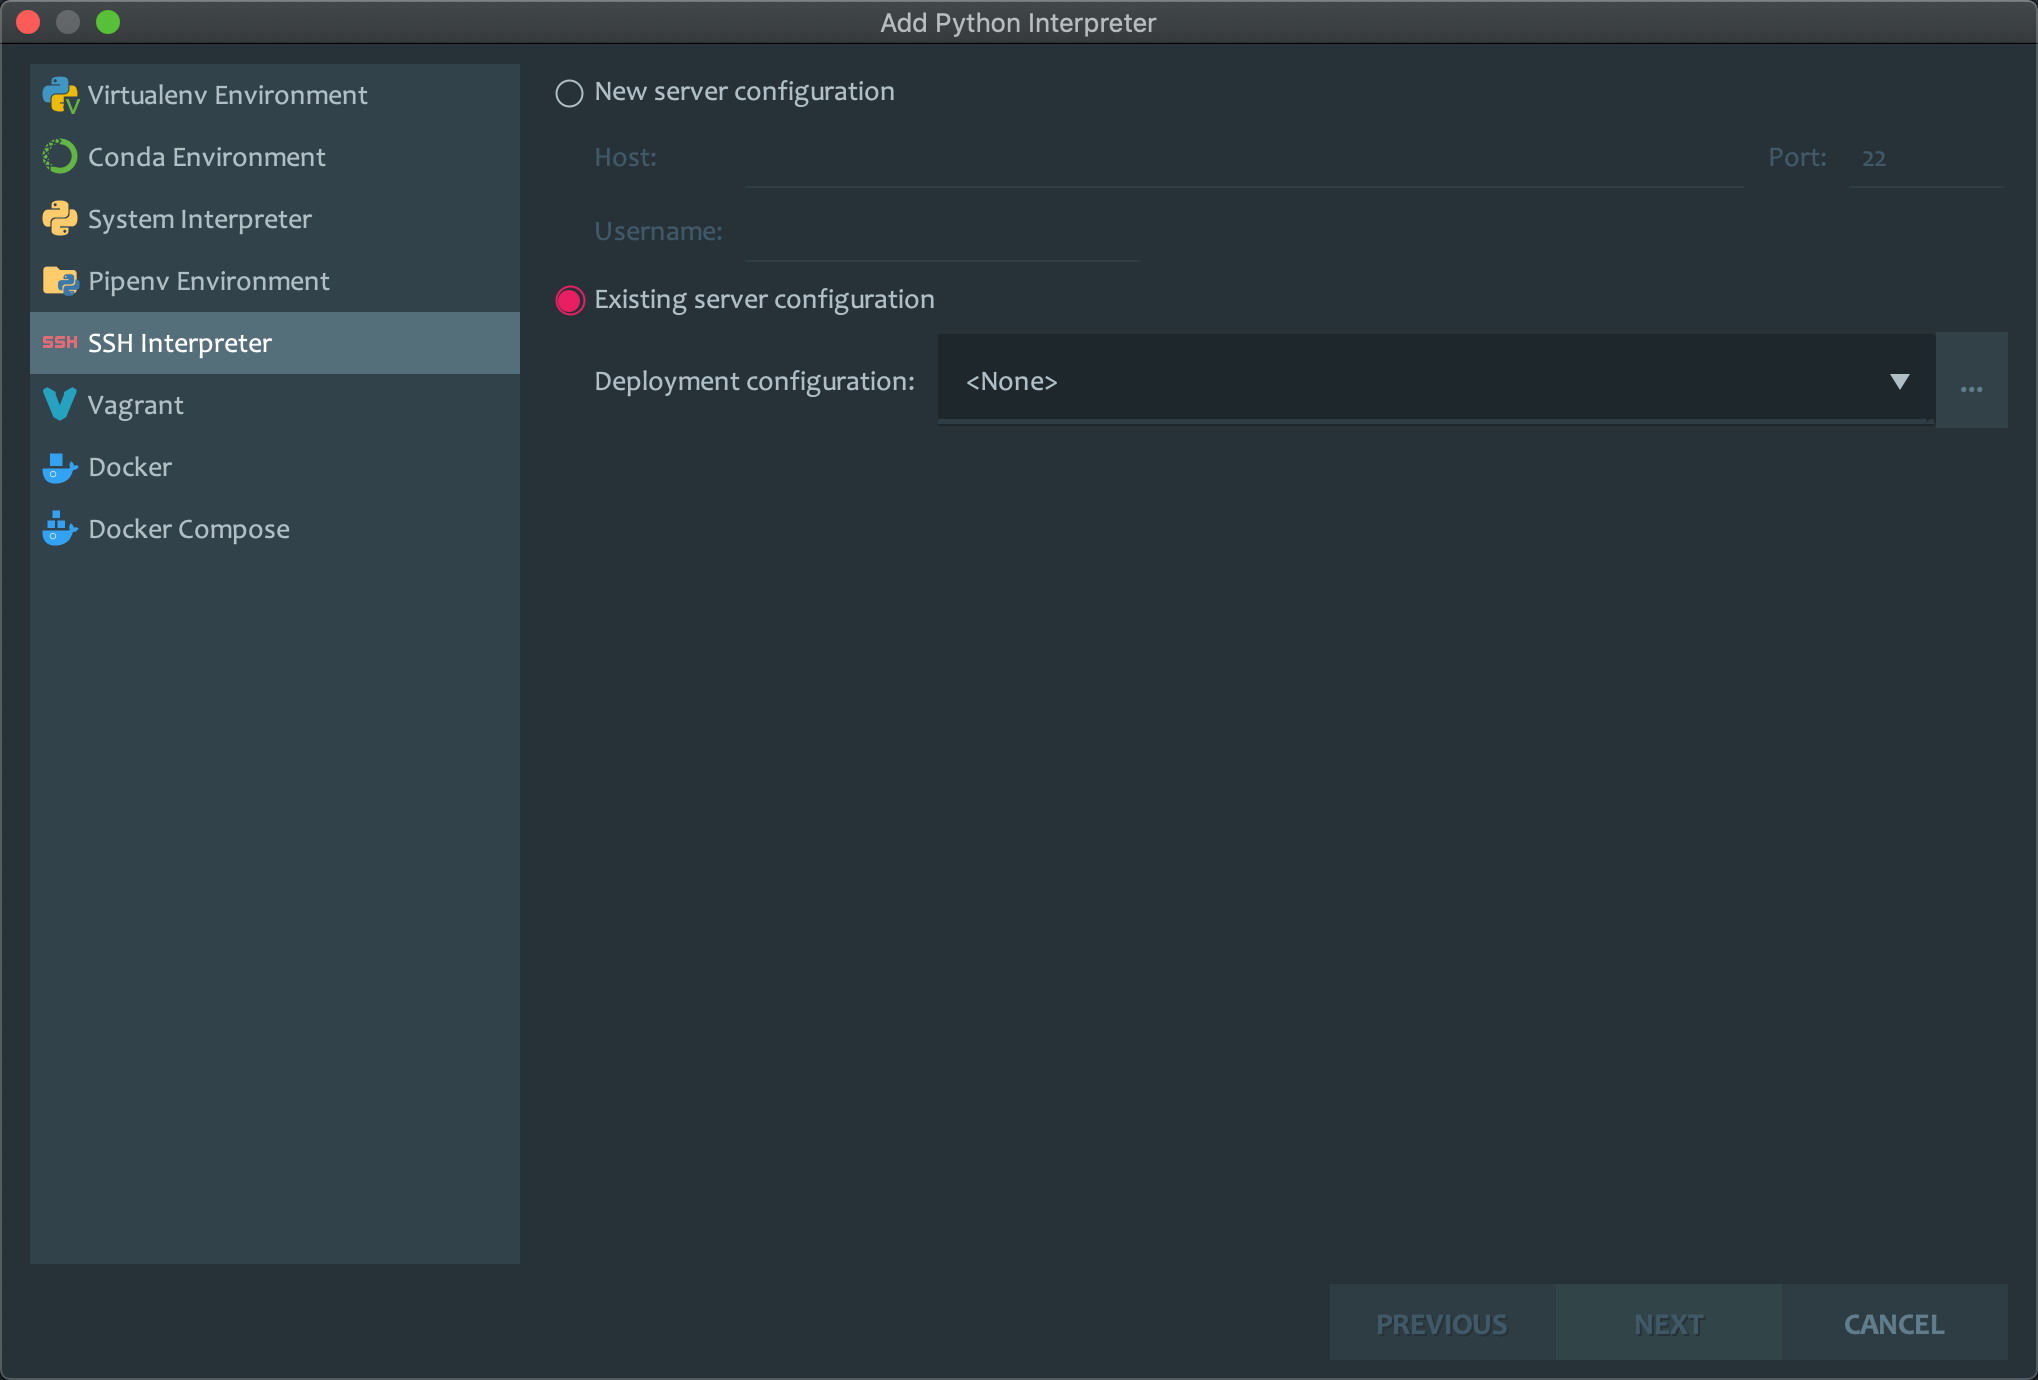 Add Python Interpreter
Virtualenv Environment
Conda Environment
System Interpreter
Pipenv Environment
SSH SSH Interpreter
Vagrant
Docker
Docker Compose
New server configuration
Host:
Port: 22
Username:
Existing server configuration
Deployment configuration: <None> ...
PREVIOUS NEXT CANCEL